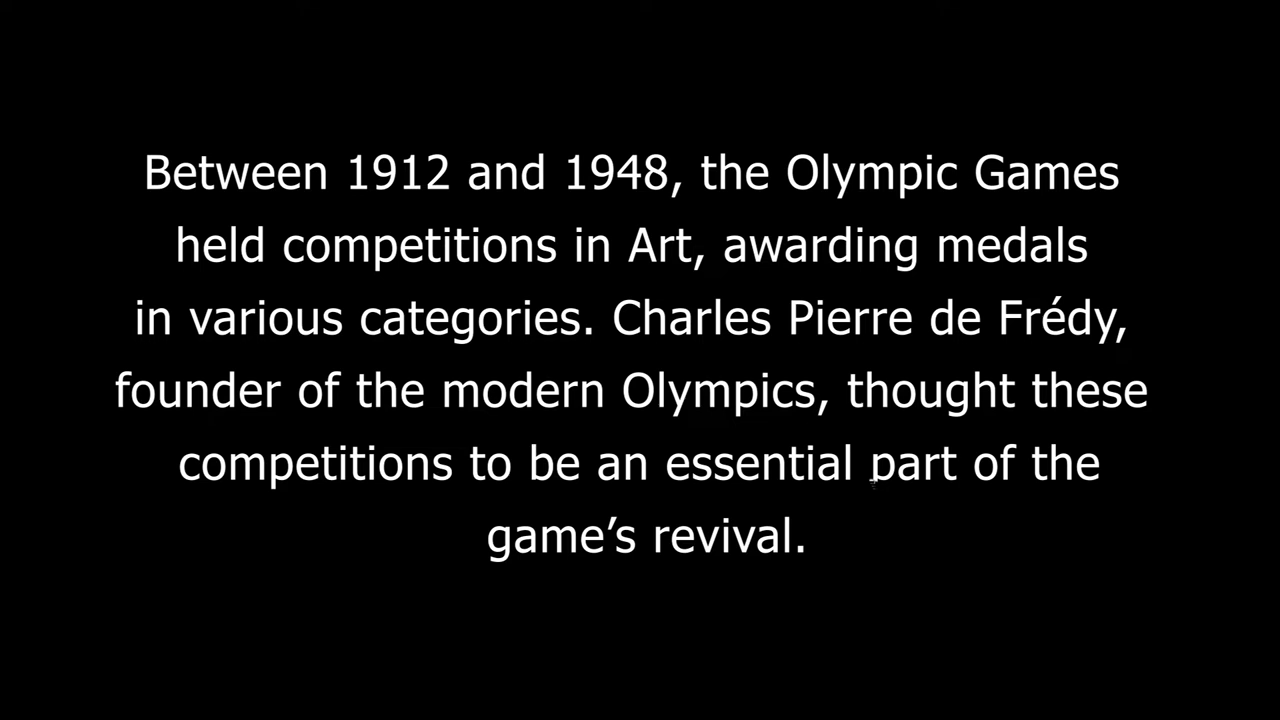 Between 1912 and 1948, the Olympic Games
held competitions in Art, awarding medals
in various categories. Charles Pierre de Frédy,
founder of the modern Olympics, thought these
competitions to be an essential part of the
game’s revival.